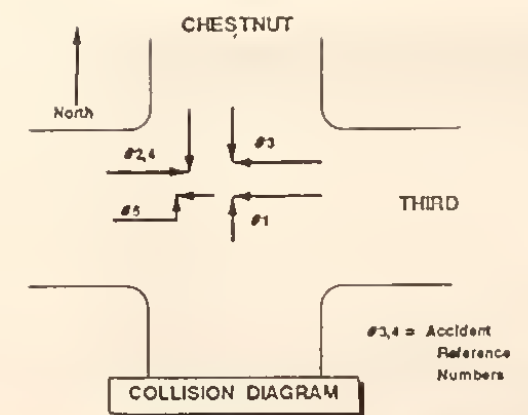 CHESTNUT
North
#2,4
#3
#5
#1
THIRD
#3,4 = Accident
Reference
Numbers
COLLISION DIAGRAM